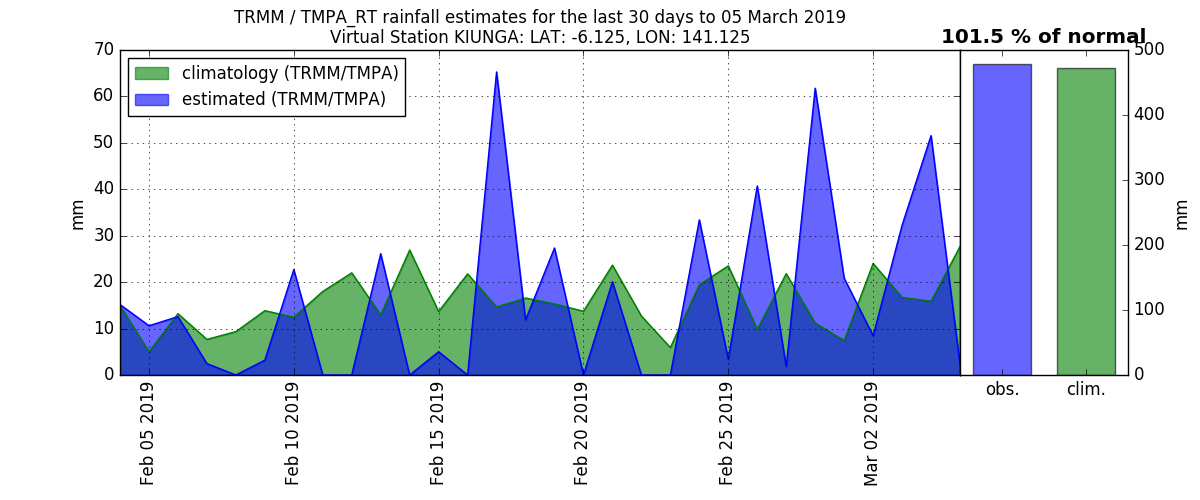 TRMM / TMPA_RT rainfall estimates for the last 30 days to 05 March 2019
Virtual Station KIUNGA: LAT: -6.125, LON: 141.125
101.5 % of normal
climatology (TRMM/TMPA)
estimated (TRMM/TMPA)
70
60
50
40
30
20
10
0
mm
Feb 05 2019
Feb 10 2019
Feb 15 2019
Feb 20 2019
Feb 25 2019
Mar 02 2019
500
400
300
200
100
0
mm
obs.
clim.